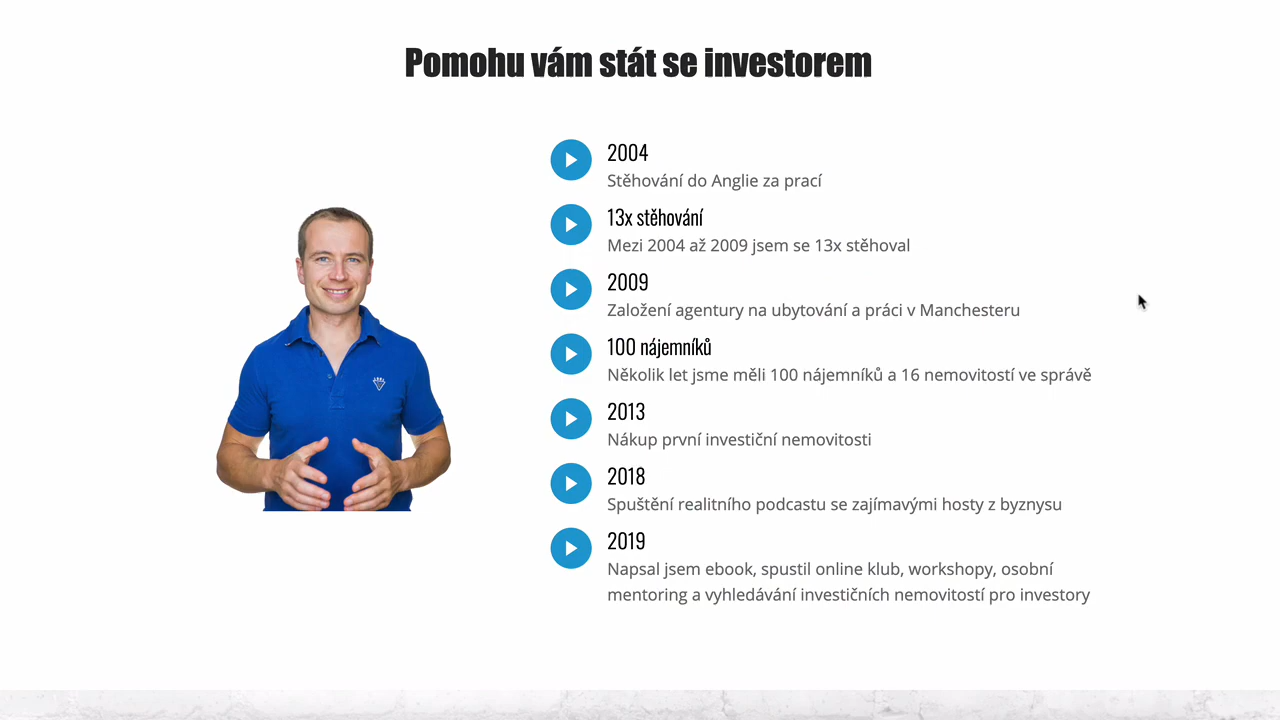 Pomohu vám stát se investorem
2004
Stěhování do Anglie za prací
13x stěhování
Mezi 2004 až 2009 jsem se 13x stěhoval
2009
Založení agentury na ubytování a práci v Manchesteru
100 nájemníků
Několik let jsme měli 100 nájemníků a 16 nemovitostí ve správě
2013
Nákup první investiční nemovitosti
2018
Spuštění realitního podcastu se zajímavými hosty z byznysu
2019
Napsal jsem ebook, spustil online klub, workshopy, osobní
mentoring a vyhledávání investičních nemovitostí pro investory